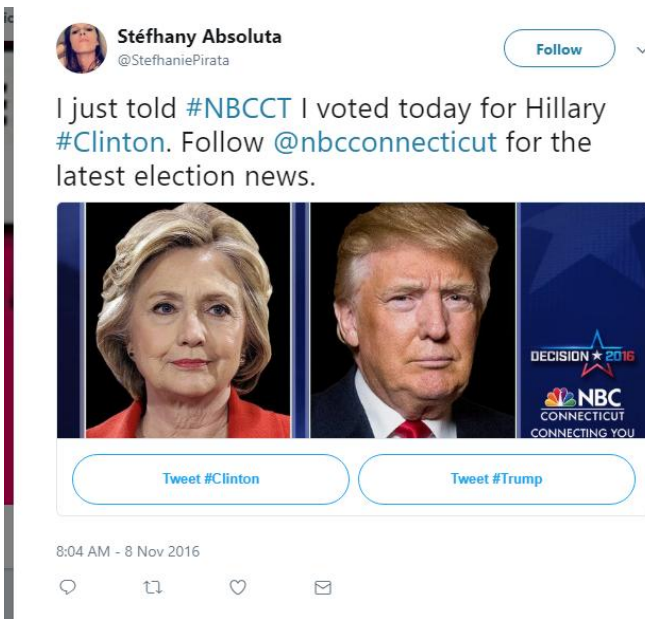 Stéfhany Absoluta
@StefhaniePirata
Follow
I just told #NBCCT I voted today for Hillary
#Clinton. Follow @nbcconnecticut for the
latest election news.
DECISION ★ 2016
NBC
CONNECTICUT
CONNECTING YOU
Tweet #Clinton
Tweet #Trump
8:04 AM - 8 Nov 2016